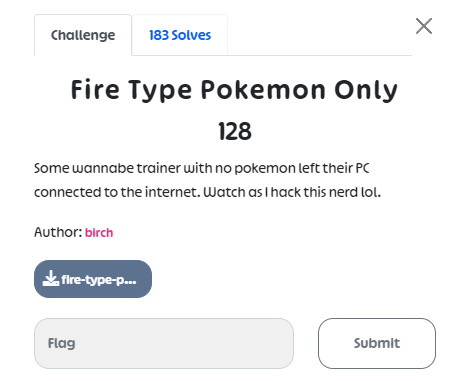 Challenge
183 Solves
Fire Type Pokemon Only
128
Some wannabe trainer with no pokemon left their PC
connected to the internet. Watch as I hack this nerd lol.
Author: birch
fire-type-p...
Flag
Submit